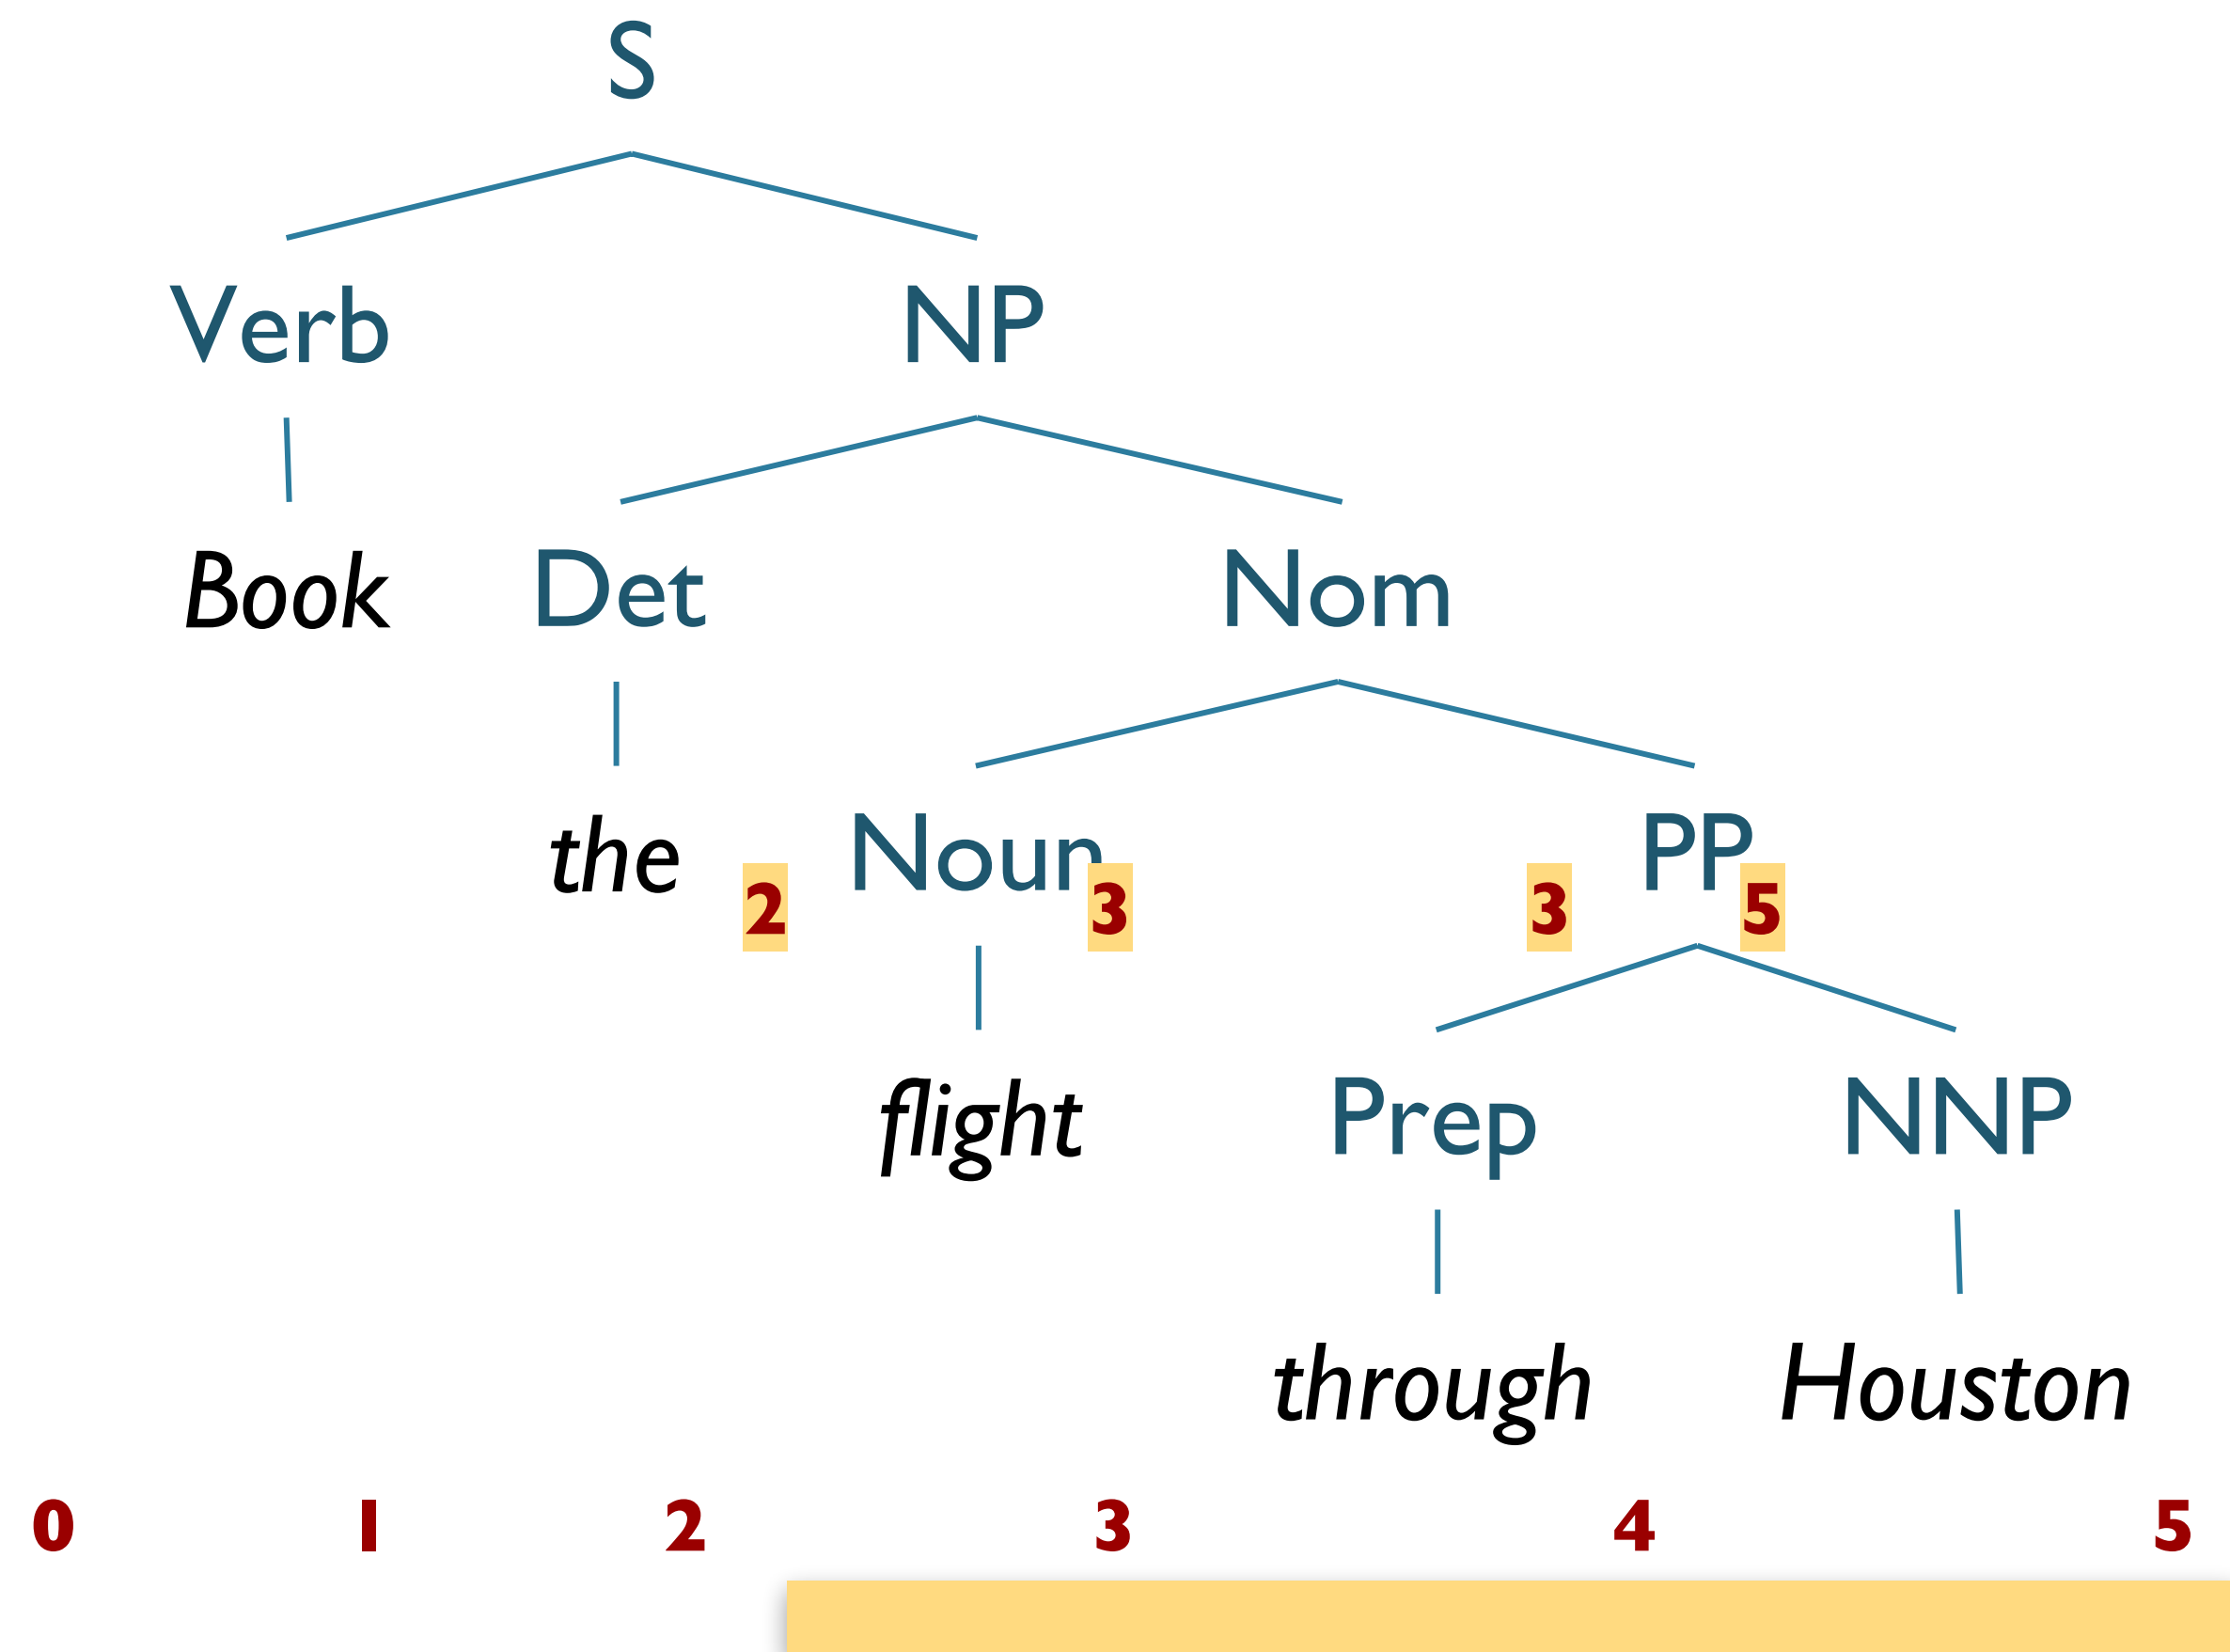 S
Verb NP
Book Det Nom
the Noun PP
2 3 3 5
flight Prep NNP
through Houston
0 1 2 3 4 5